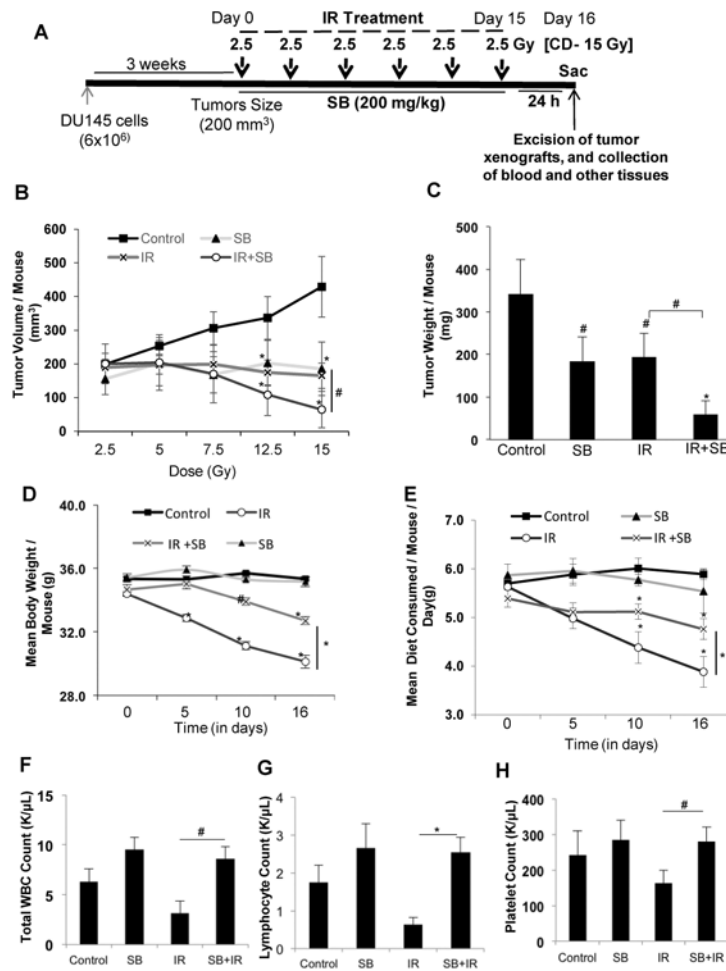 A
Day 0 IR Treatment Day 15 Day 16
2.5 2.5 2.5 2.5 2.5 2.5 Gy [CD- 15 Gy]
3 weeks
Sac
DU145 cells
(6x10⁶)
Tumors Size
(200 mm³)
SB (200 mg/kg)
24 h
Excision of tumor
xenografts, and collection
of blood and other tissues
B
Tumor Volume / Mouse
(mm³)
600
500
400
300
200
100
0
Control SB
IR IR+SB
* *
* *
#
2.5 5 7.5 12.5 15
Dose (Gy)
C
Tumor Weight / Mouse
(mg)
400
300
200
100
0
# # # *
Control SB IR IR+SB
D
Mean Body Weight /
Mouse (g)
40.0
36.0
32.0
28.0
Control IR
IR +SB SB
# *
* * *
*
0 5 10 16
Time (in days)
E
Mean Diet Consumed / Mouse /
Day(g)
7.0
6.0
5.0
4.0
3.0
Control SB
IR IR +SB
* *
* *
*
0 5 10 16
Time (in days)
F
Total WBC Count (K/µL)
15
10
5
0
#
Control SB IR SB+IR
G
Lymphocyte Count (K/µL)
4
3
2
1
0
*
Control SB IR SB+IR
H
Platelet Count (K/µL)
400
300
200
100
0
#
Control SB IR SB+IR